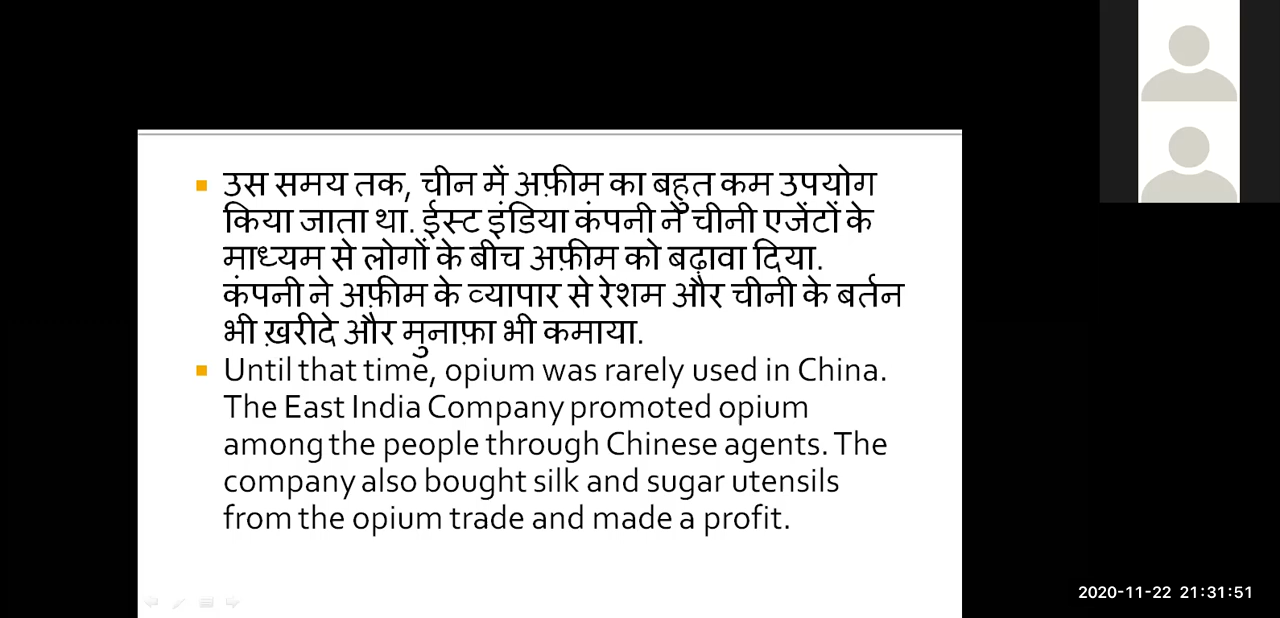 उस समय तक, चीन में अफ़ीम का बहुत कम उपयोग
किया जाता था. ईस्ट इंडिया कंपनी ने चीनी एजेंटों के
माध्यम से लोगों के बीच अफ़ीम को बढ़ावा दिया.
कंपनी ने अफ़ीम के व्यापार से रेशम और चीनी के बर्तन
भी ख़रीदे और मुनाफ़ा भी कमाया.
Until that time, opium was rarely used in China.
The East India Company promoted opium
among the people through Chinese agents. The
company also bought silk and sugar utensils
from the opium trade and made a profit.
2020-11-22 21:31:51